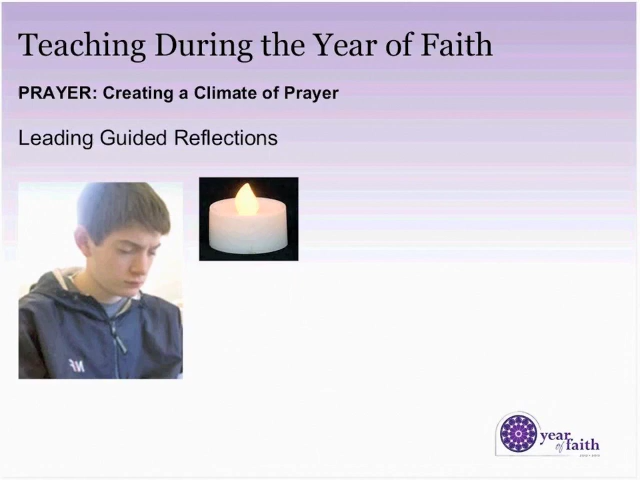 Teaching During the Year of Faith
PRAYER: Creating a Climate of Prayer
Leading Guided Reflections
year
of faith